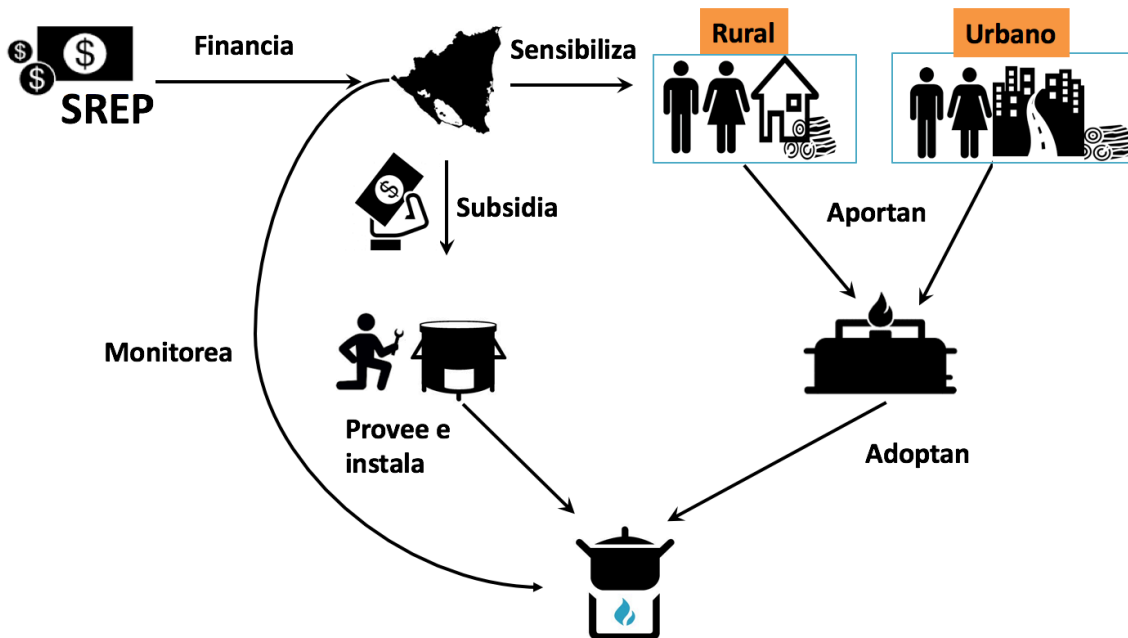 Financia
SREP
Sensibiliza
Rural
Urbano
Subsidia
Aportan
Monitorea
Provee e
instala
Adoptan